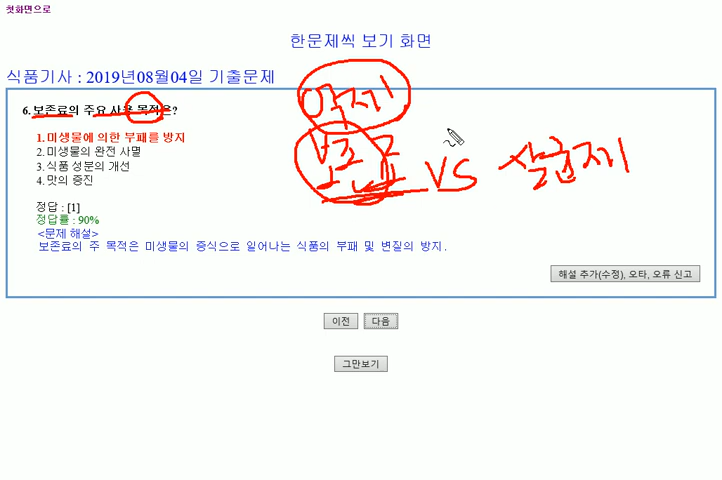 첫화면으로
한문제씩 보기 화면
식품기사 : 2019년08월04일 기출문제
6. 보존료의 주요 사용 목적은?
1. 미생물에 의한 부패를 방지
2. 미생물의 완전 사멸
3. 식품 성분의 개선
4. 맛의 증진
정답 : [1]
정답률 : 90%
<문제 해설>
보존료의 주 목적은 미생물의 증식으로 일어나는 식품의 부패 및 변질의 방지.
억제
보존료 VS 살균제
해설 추가(수정), 오타, 오류 신고
이전 다음
그만보기